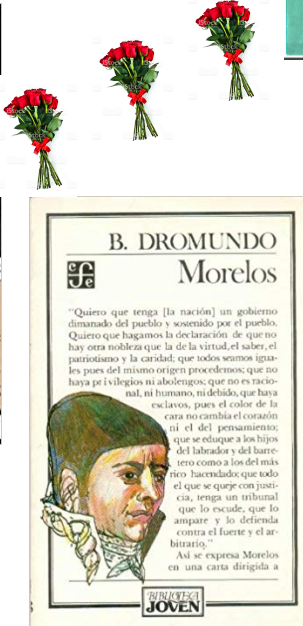 B. DROMUNDO
Morelos
"Quiero que tenga [la nación] un gobierno
dimanado del pueblo y sostenido por el pueblo.
Quiero que hagamos la declaración de que no
hay otra nobleza que la de la virtud, el saber, el
patriotismo y la caridad; que todos seamos igua-
les pues del mismo origen procedemos; que no
haya privilegios ni abolengos; que no es racio-
nal, ni humano, ni debido, que haya
esclavos, pues el color de la
cara no cambia el corazón
ni el del pensamiento;
que se eduque a los hijos
del labrador y del barre-
tero como a los del más
rico hacendado; que todo
el que se queje con justi-
cia, tenga un tribunal
que lo escude, que lo
ampare y lo defienda
contra el fuerte y el ar-
bitrario."
Así se expresa Morelos
en una carta dirigida a
BIBLIOTECA
JOVEN